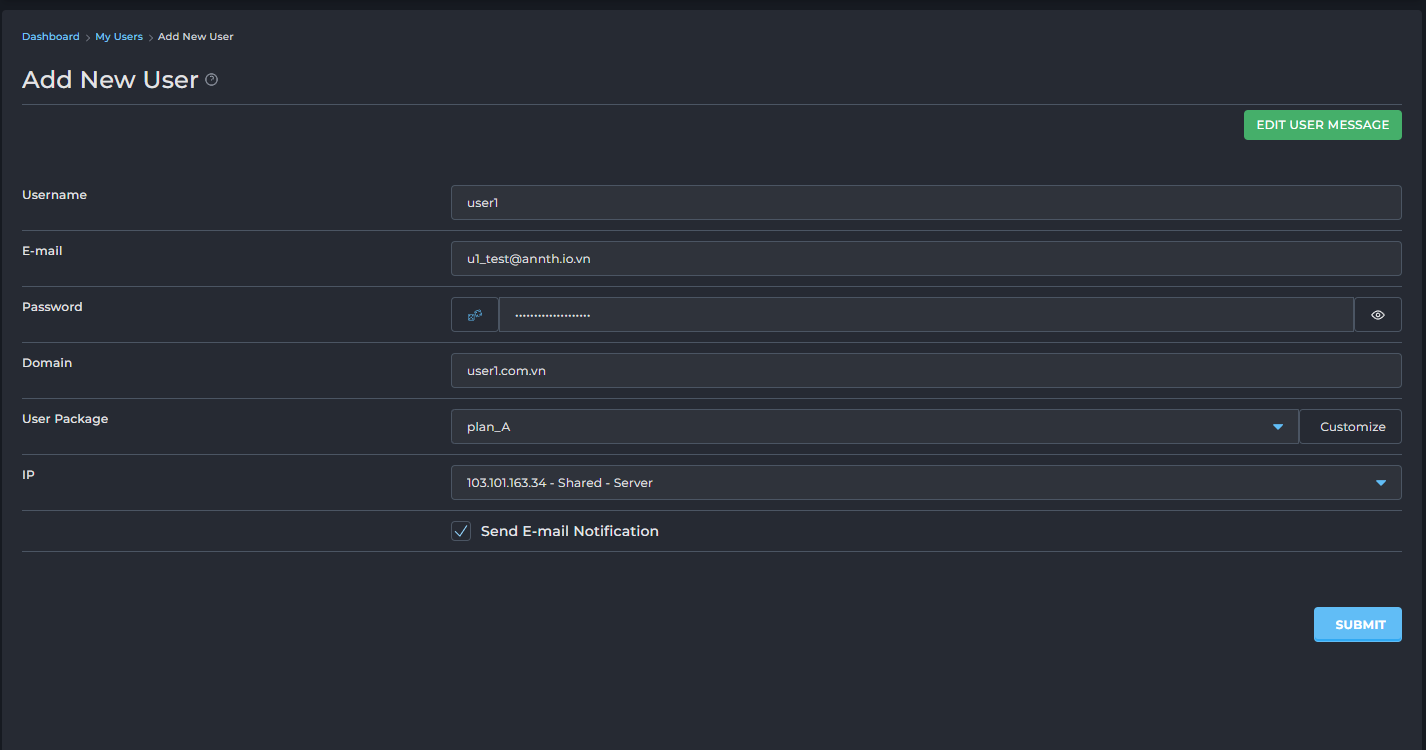 Dashboard > My Users > Add New User
Add New User
EDIT USER MESSAGE
Username
user1
E-mail
u1_test@annth.io.vn
Password
••••••••••••••••••••
Domain
user1.com.vn
User Package
plan_A
Customize
IP
103.101.163.34 - Shared - Server
Send E-mail Notification
SUBMIT